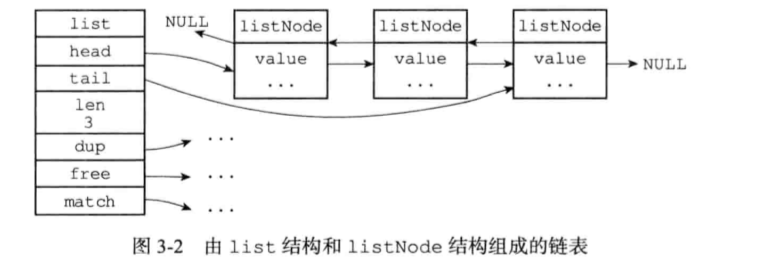 list
head
tail
len
3
dup
free
match
NULL
listNode
value
...
listNode
value
...
listNode
value
...
NULL
...
...
...
图 3-2 由 list 结构和 listNode 结构组成的链表